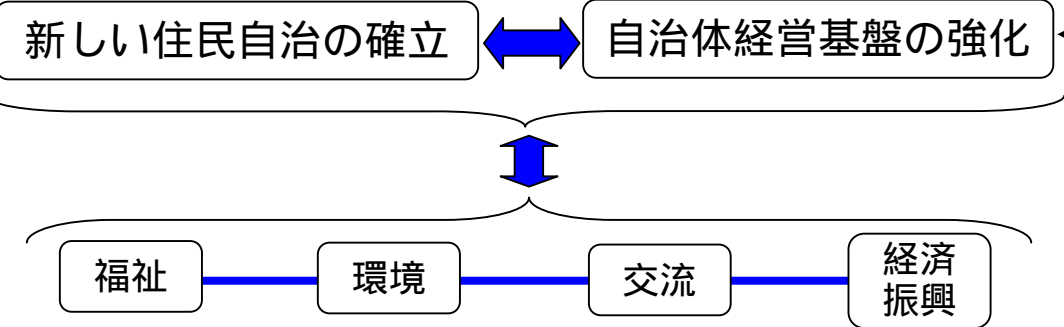 新しい住民自治の確立
自治体経営基盤の強化
福祉
環境
交流
経済
振興